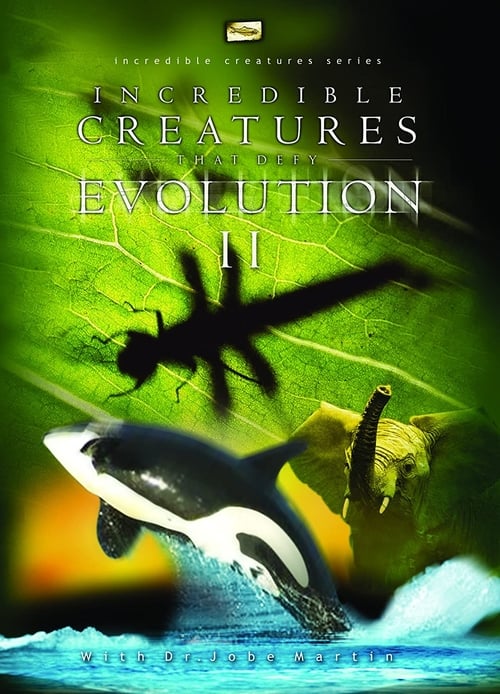 incredible creatures series
INCREDIBLE
CREATURES
THAT DEFY
EVOLUTION
II
With Dr. Jobe Martin